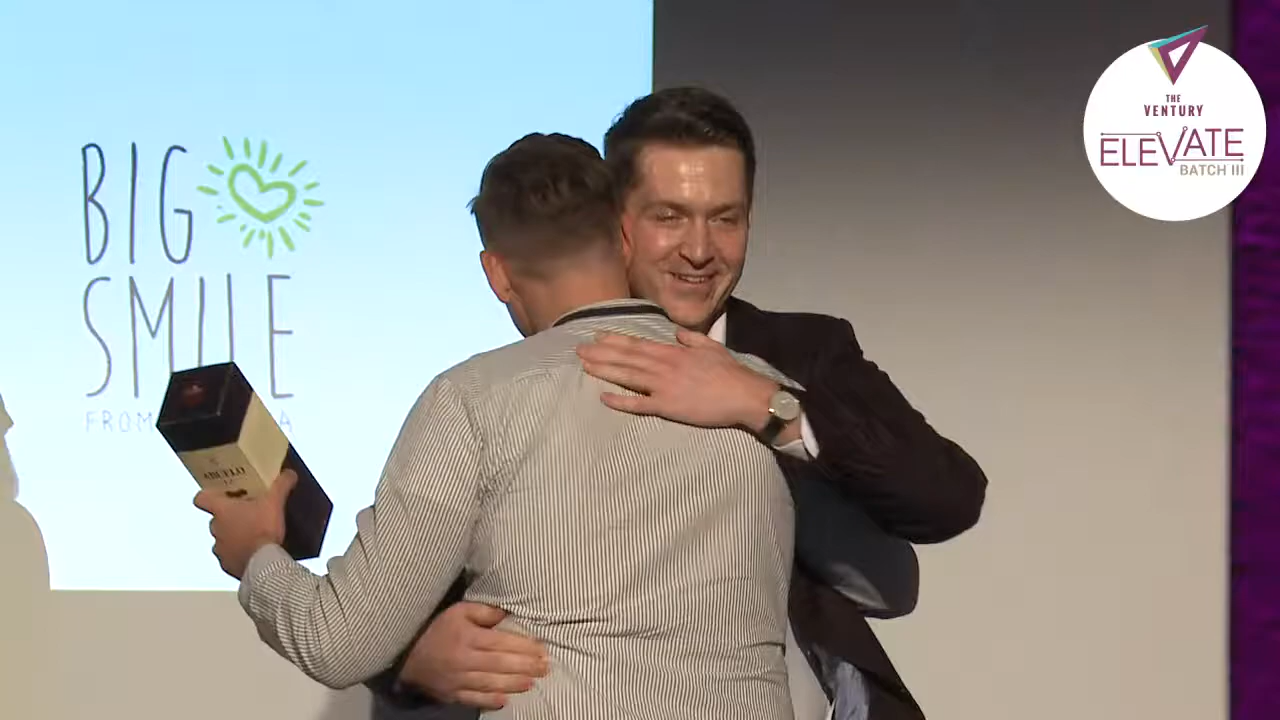 BIG
SMILE
FROM
ABUELO
THE
VENTURY
ELEVATE
BATCH III